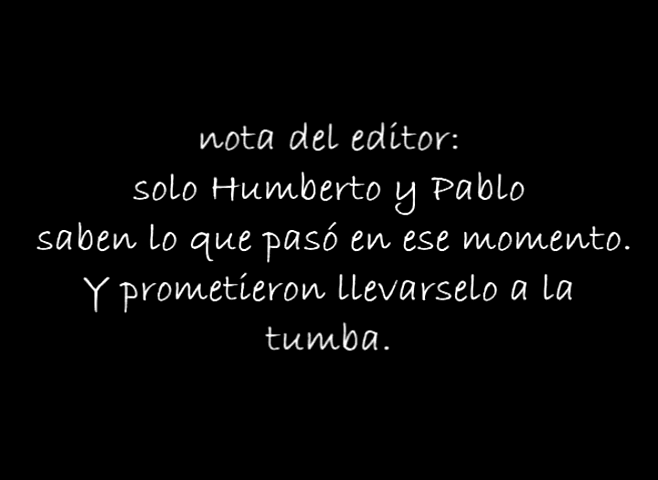 nota del editor:
solo Humberto y Pablo
saben lo que pasó en ese momento.
Y prometieron llevarselo a la
tumba.